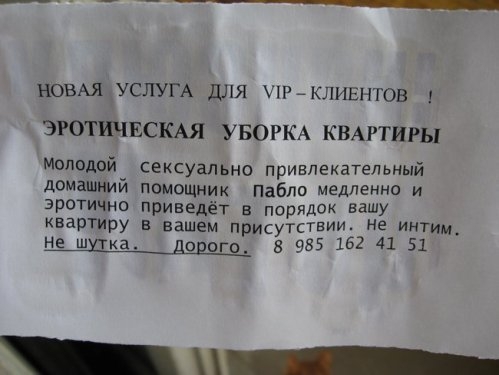 НОВАЯ УСЛУГА ДЛЯ VIP – КЛИЕНТОВ !
ЭРОТИЧЕСКАЯ УБОРКА КВАРТИРЫ
Молодой сексуально привлекательный
домашний помощник Пабло медленно и
эротично приведёт в порядок вашу
квартиру в вашем присутствии. Не интим.
Не шутка. Дорого. 8 985 162 41 51